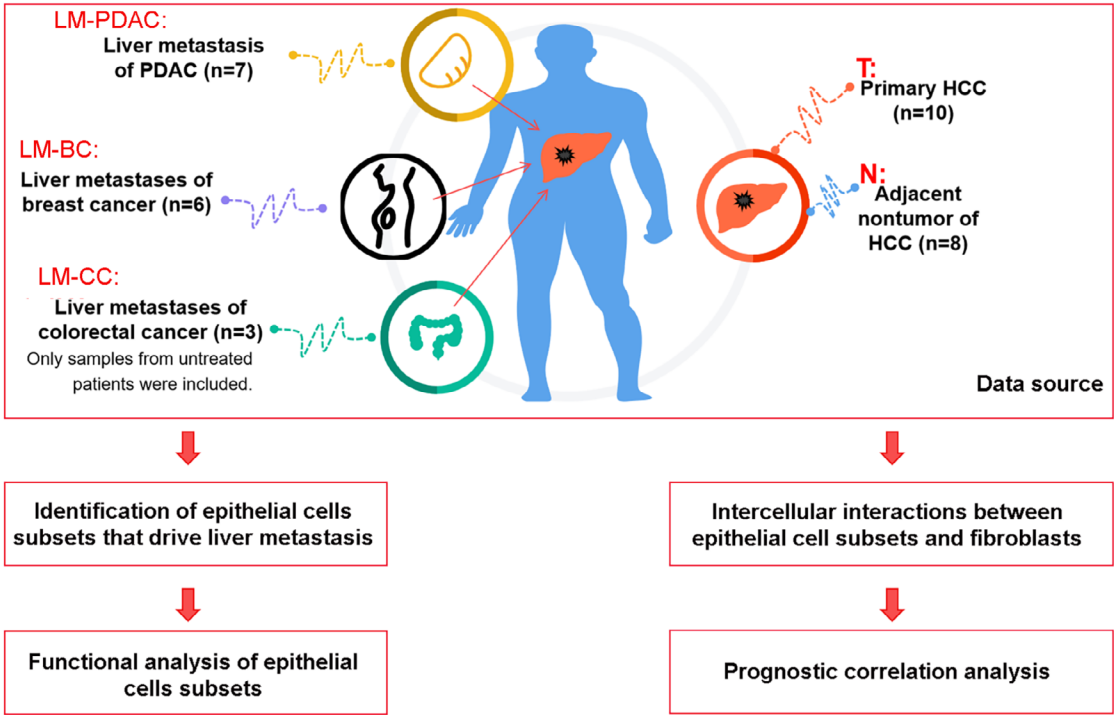 LM-PDAC:
Liver metastasis
of PDAC (n=7)
LM-BC:
Liver metastases of
breast cancer (n=6)
LM-CC:
Liver metastases of
colorectal cancer (n=3)
Only samples from untreated
patients were included.
T:
Primary HCC
(n=10)
N:
Adjacent
nontumor of
HCC (n=8)
Data source
Identification of epithelial cells
subsets that drive liver metastasis
Functional analysis of epithelial
cells subsets
Intercellular interactions between
epithelial cell subsets and fibroblasts
Prognostic correlation analysis